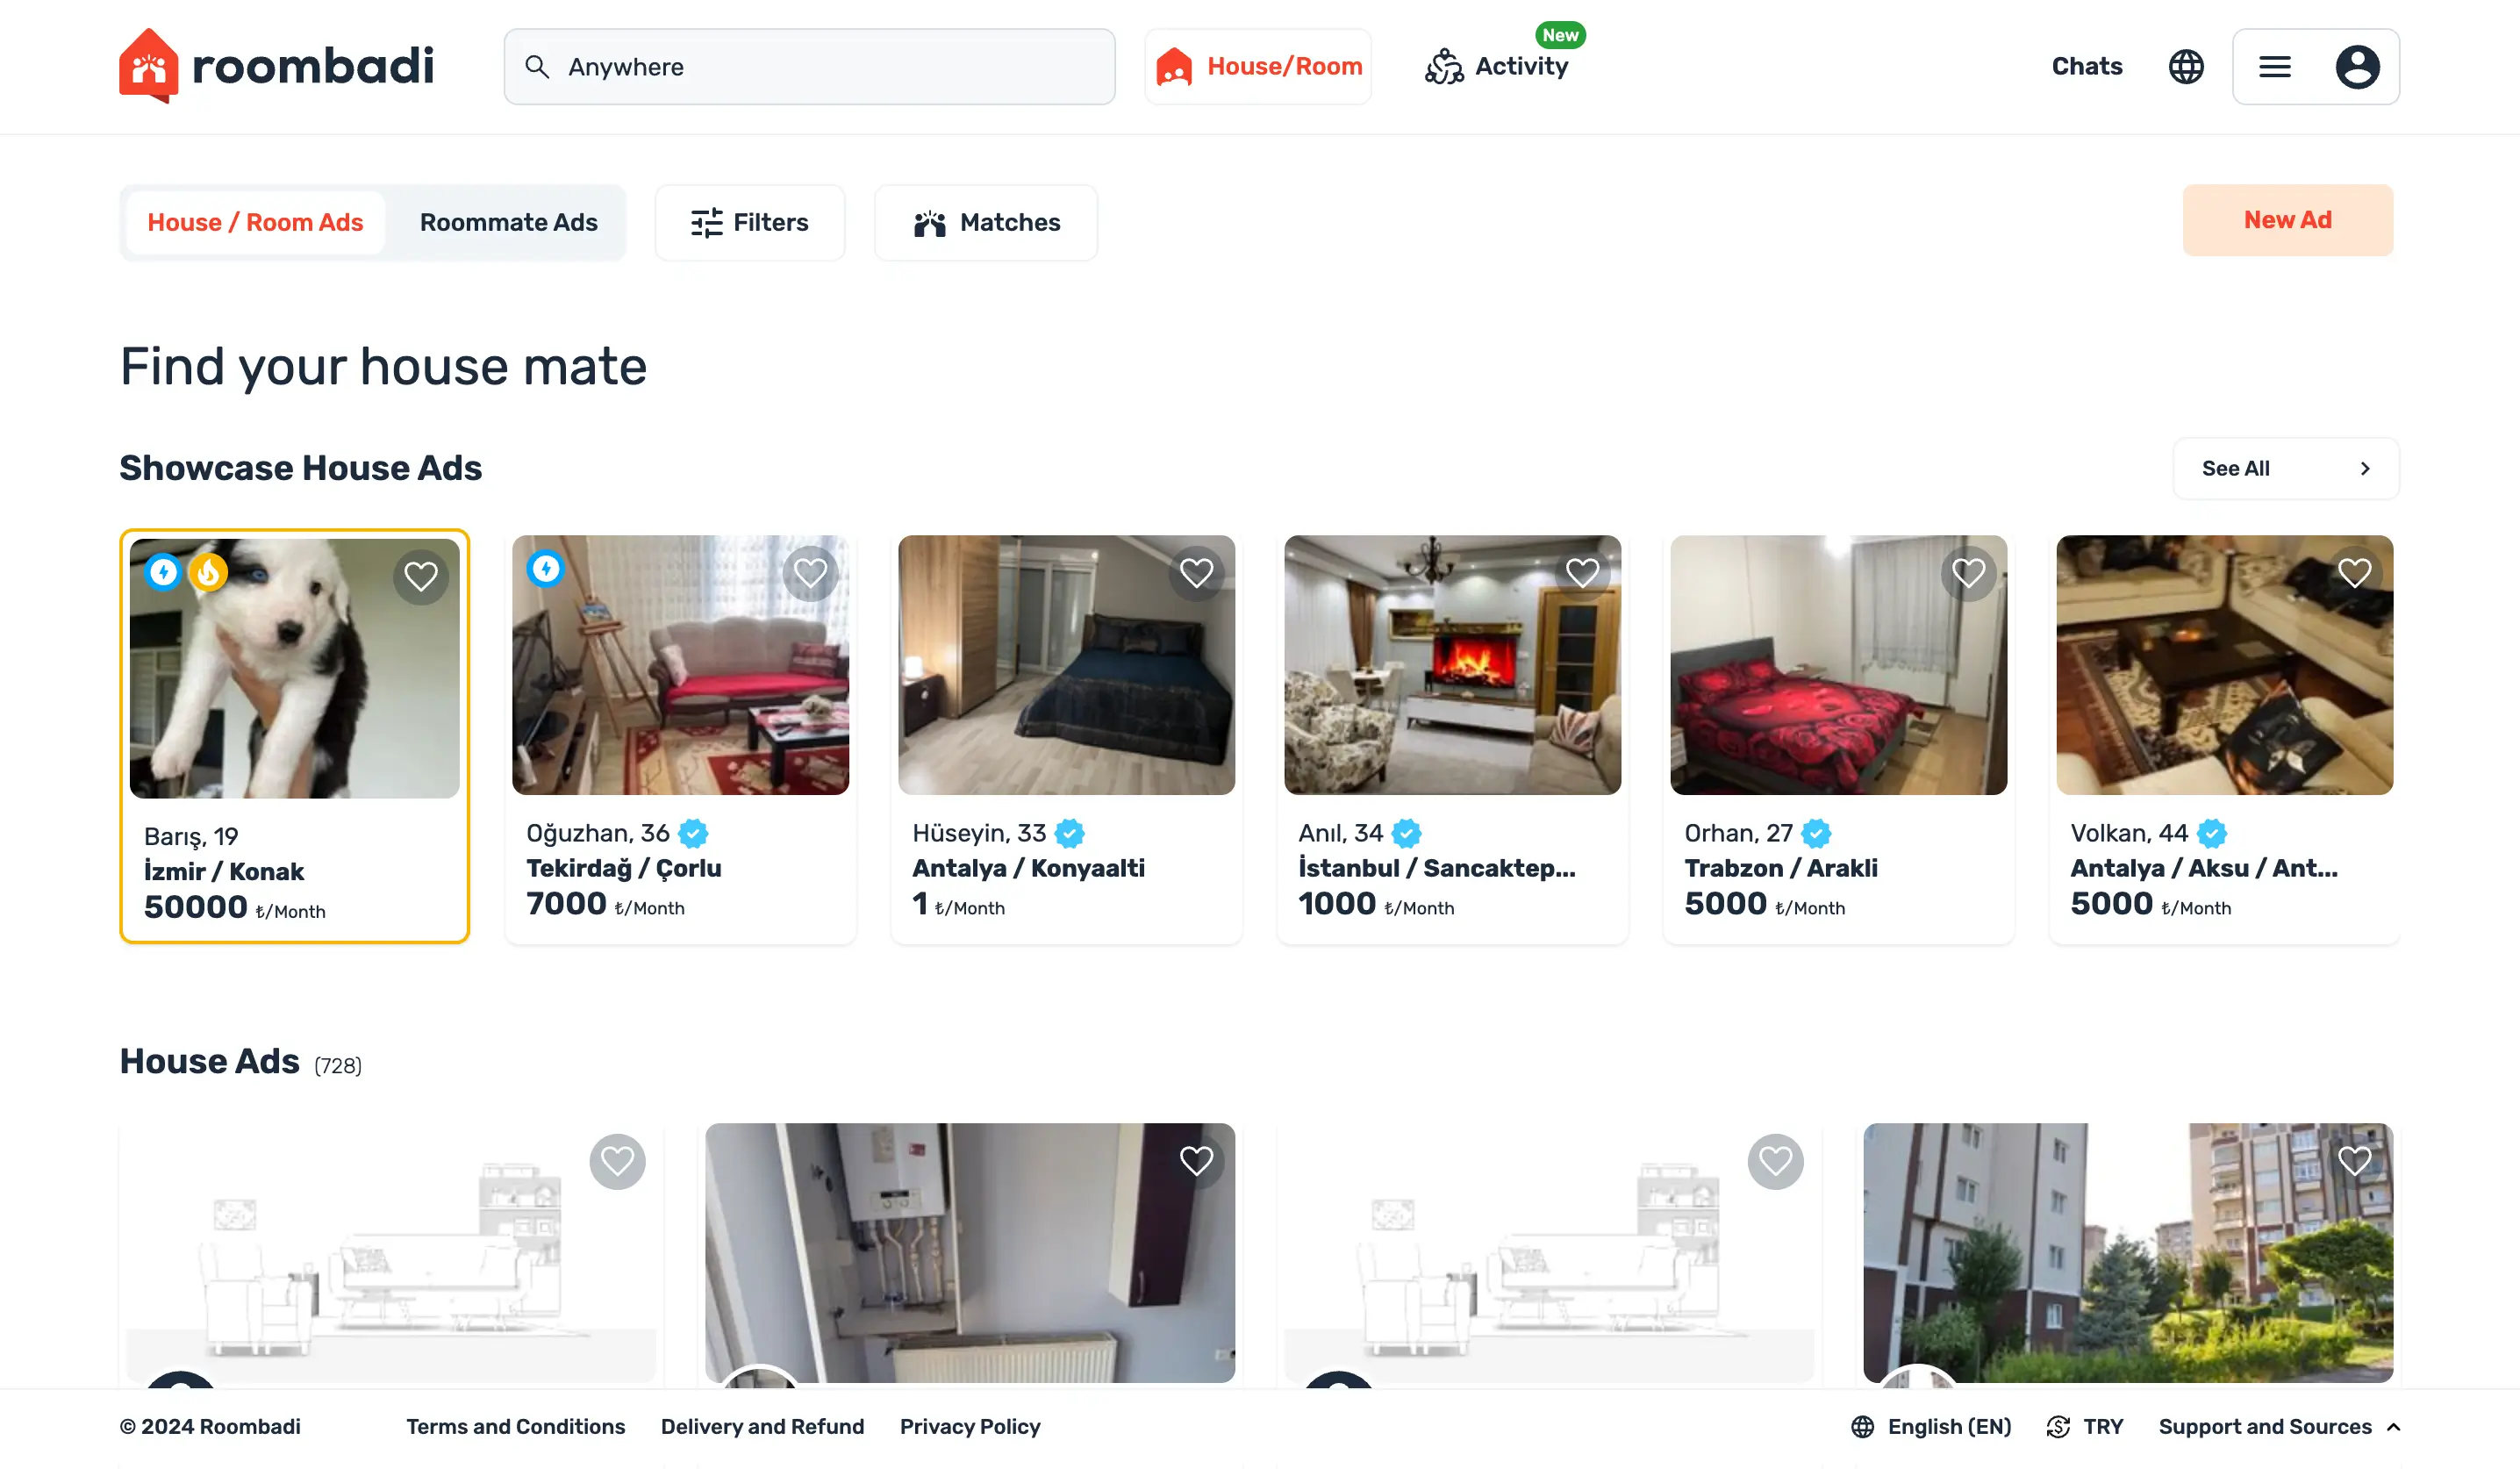 roombadi
Anywhere
House/Room
Activity
New
Chats
House / Room Ads
Roommate Ads
Filters
Matches
New Ad
Find your house mate
Showcase House Ads
See All
Barış, 19
İzmir / Konak
50000 ₺/Month
Oğuzhan, 36
Tekirdağ / Çorlu
7000 ₺/Month
Hüseyin, 33
Antalya / Konyaalti
1 ₺/Month
Anıl, 34
İstanbul / Sancaktep...
1000 ₺/Month
Orhan, 27
Trabzon / Arakli
5000 ₺/Month
Volkan, 44
Antalya / Aksu / Ant...
5000 ₺/Month
House Ads (728)
© 2024 Roombadi
Terms and Conditions
Delivery and Refund
Privacy Policy
English (EN)
TRY
Support and Sources